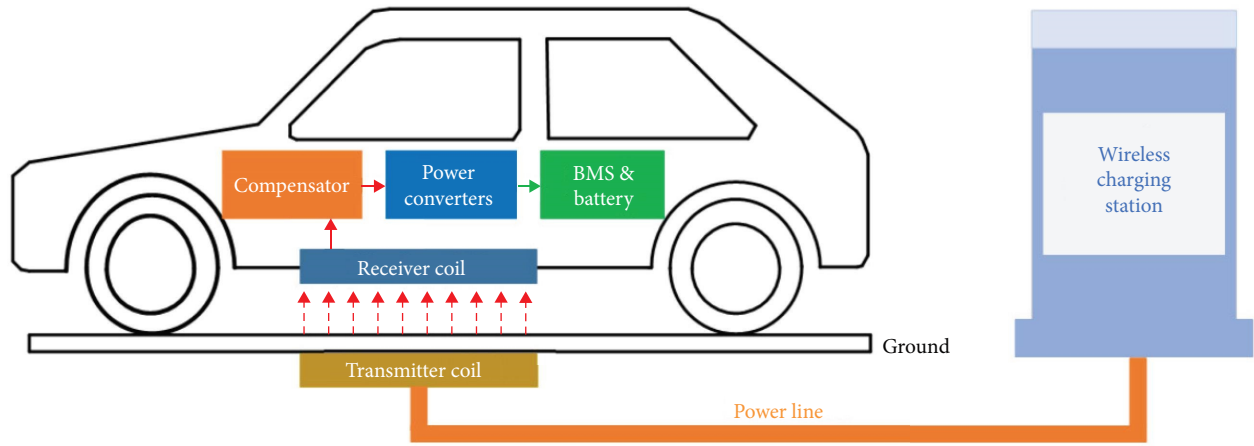 Compensator
Power
converters
BMS &
battery
Wireless
charging
station
Receiver coil
Ground
Transmitter coil
Power line